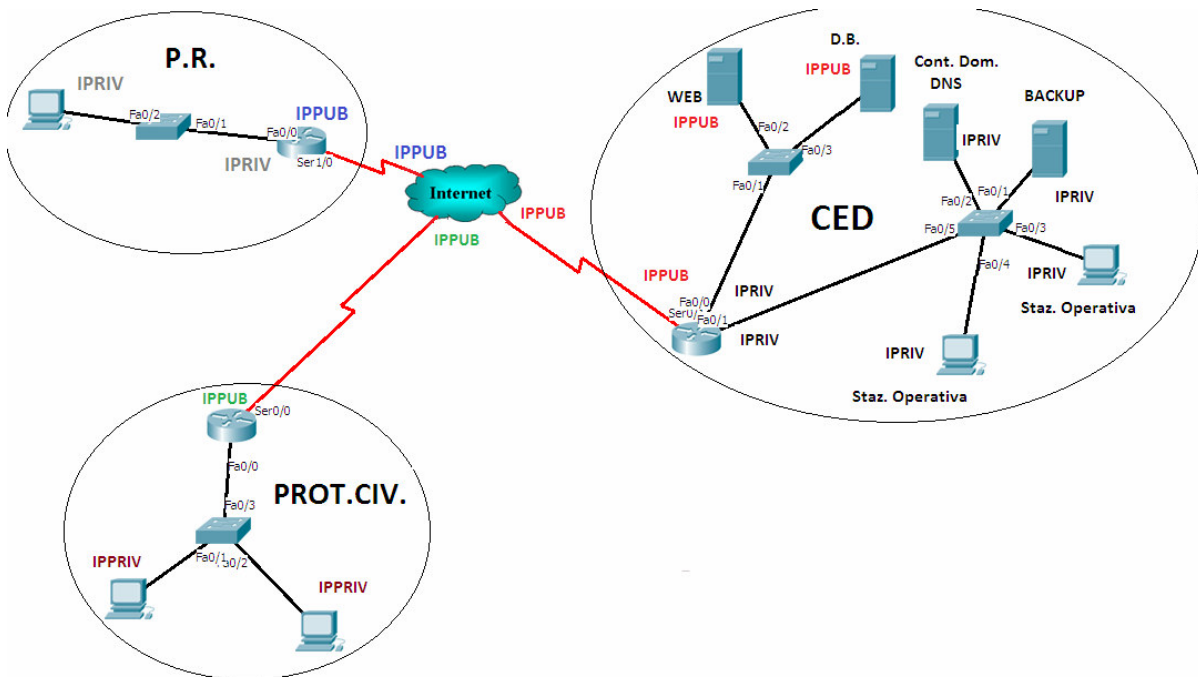 P.R.
IPRIV
Fa0/2
Fa0/1
Fa0/0
IPPUB
IPRIV
Ser1/0
IPPUB
Internet
IPPUB
IPPUB
D.B.
IPPUB
WEB
IPPUB
Fa0/2
Fa0/3
Fa0/1
Cont. Dom.
DNS
BACKUP
IPRIV
Fa0/1
Fa0/2
IPRIV
CED
Fa0/5
Fa0/3
Fa0/4
IPRIV
Staz. Operativa
IPPUB
IPRIV
Fa0/0
Ser0/
Fa0/1
IPRIV
IPRIV
Staz. Operativa
IPPUB
Ser0/0
Fa0/0
PROT.CIV.
Fa0/3
Fa0/1
a0/2
IPPRIV
IPPRIV